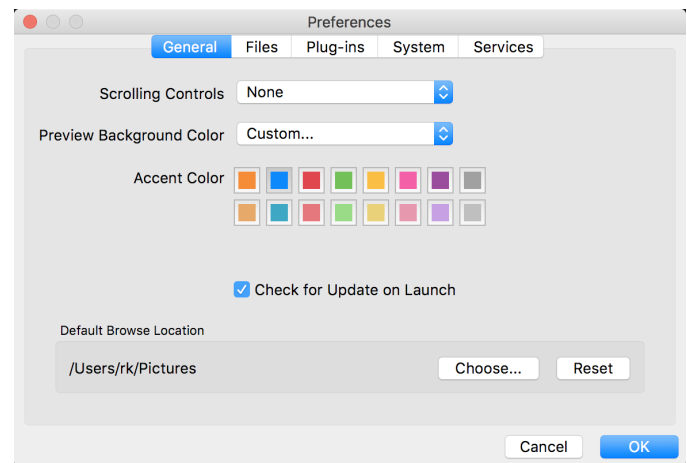 Preferences
General Files Plug-ins System Services
Scrolling Controls None
Preview Background Color Custom...
Accent Color
Check for Update on Launch
Default Browse Location
/Users/rk/Pictures Choose... Reset
Cancel OK